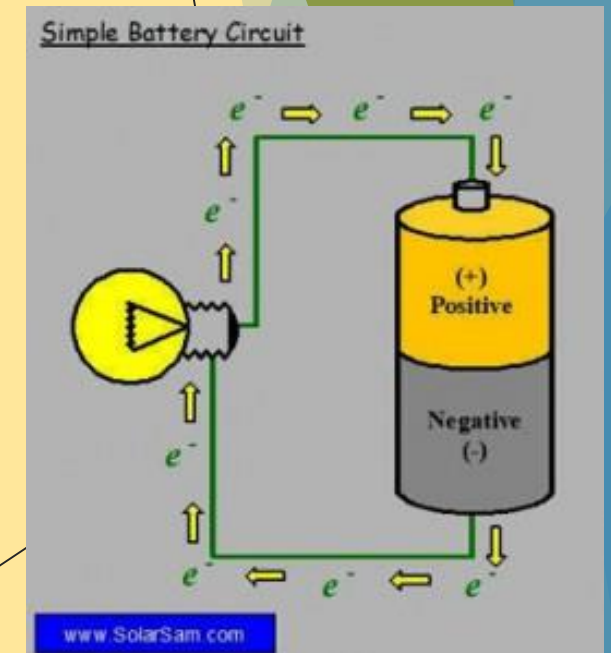 Simple Battery Circuit
e - e - e -
e -
(+)
Positive
Negative
(-)
e -
e - e - e -
www.SolarSam.com